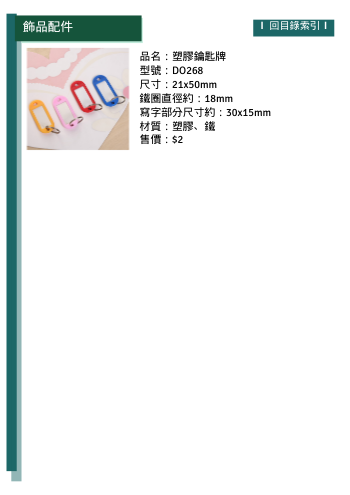 飾品配件
I 回目錄索引 I
品名：塑膠鑰匙牌
型號：DO268
尺寸：21x50mm
鐵圈直徑約：18mm
寫字部分尺寸約：30x15mm
材質：塑膠、鐵
售價：$2